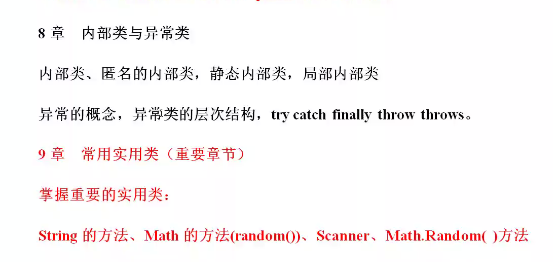 8 章 内部类与异常类
内部类、匿名的内部类，静态内部类，局部内部类
异常的概念，异常类的层次结构，try catch finally throw throws。
9 章 常用实用类（重要章节）
掌握重要的实用类：
String 的方法、Math 的方法(random())、Scanner、Math.Random( )方法